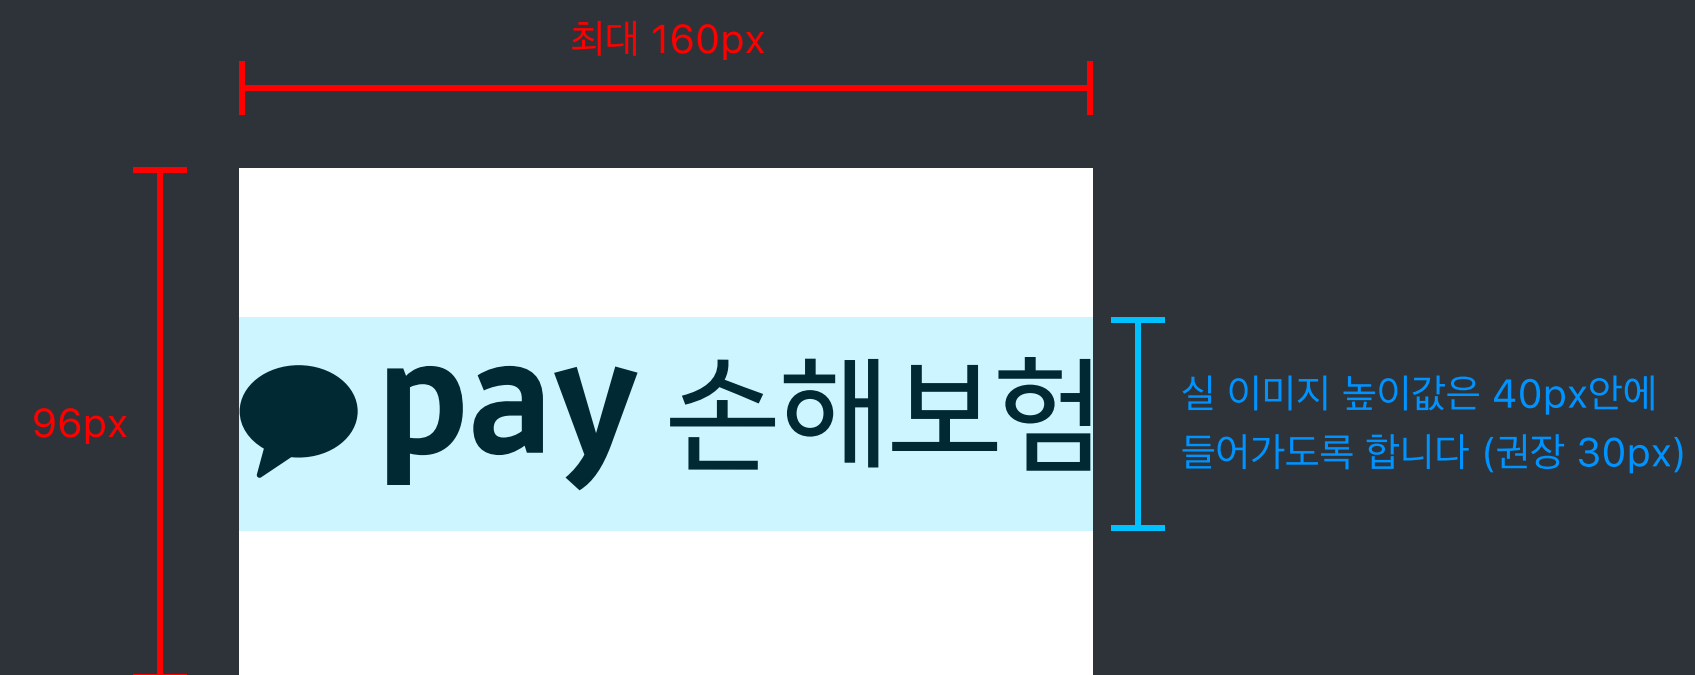 최대 160px
96px
pay 손해보험
실 이미지 높이값은 40px안에
들어가도록 합니다 (권장 30px)